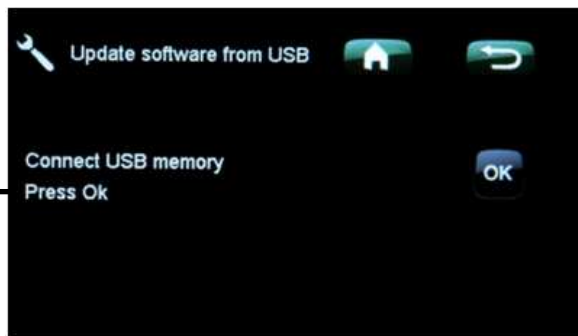 Update software from USB
Connect USB memory
OK
Press Ok